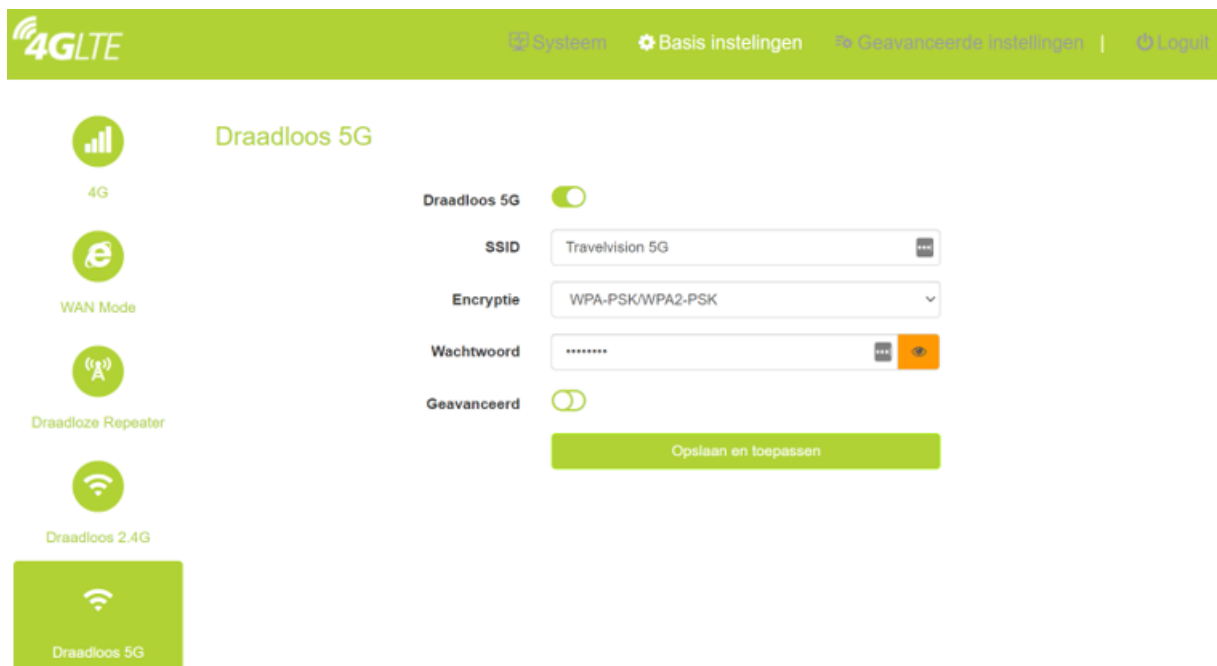 4GLTE
Systeem Basis instelingen Geavanceerde instellingen | Loguit
4G
WAN Mode
Draadloze Repeater
Draadloos 2.4G
Draadloos 5G
Draadloos 5G
Draadloos 5G
SSID Travelvision 5G
Encryptie WPA-PSK/WPA2-PSK
Wachtwoord ••••••••
Geavanceerd
Opslaan en toepassen